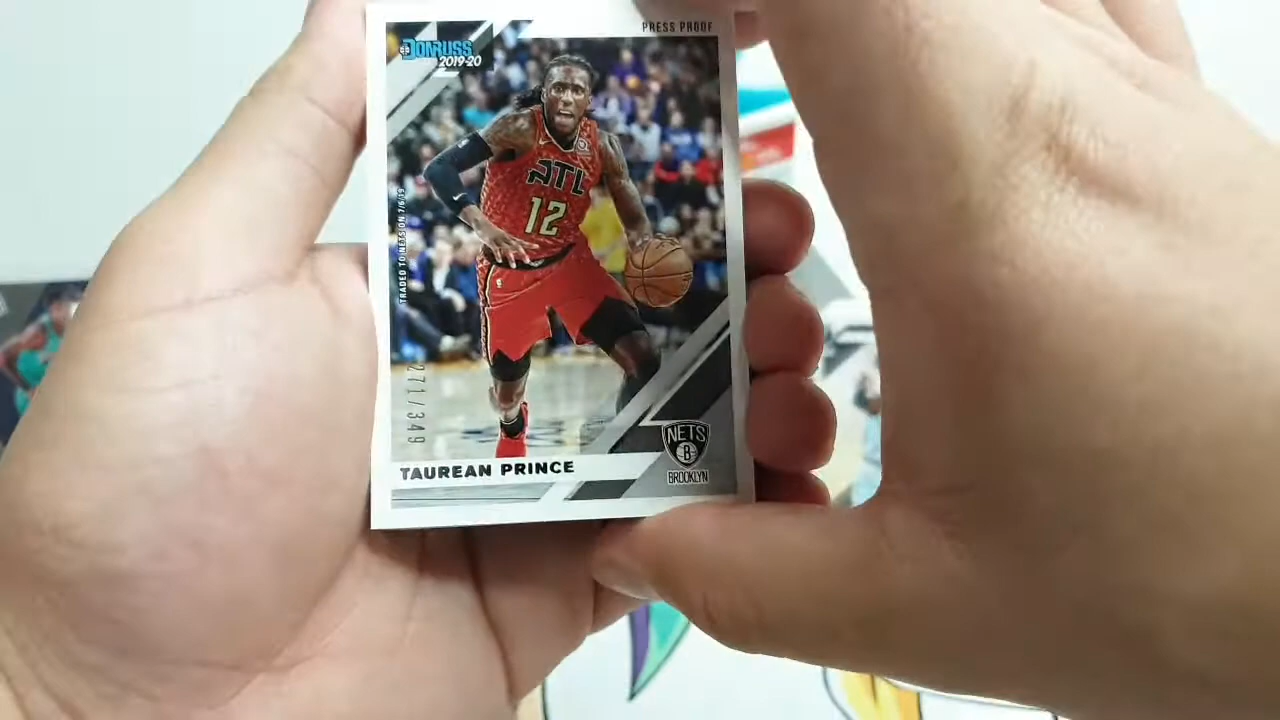 PRESS PROOF
DONRUSS
2019-20
ATL
12
TRADED TO NETS ON 7/6/19
271/349
TAUREAN PRINCE
NETS
B
BROOKLYN